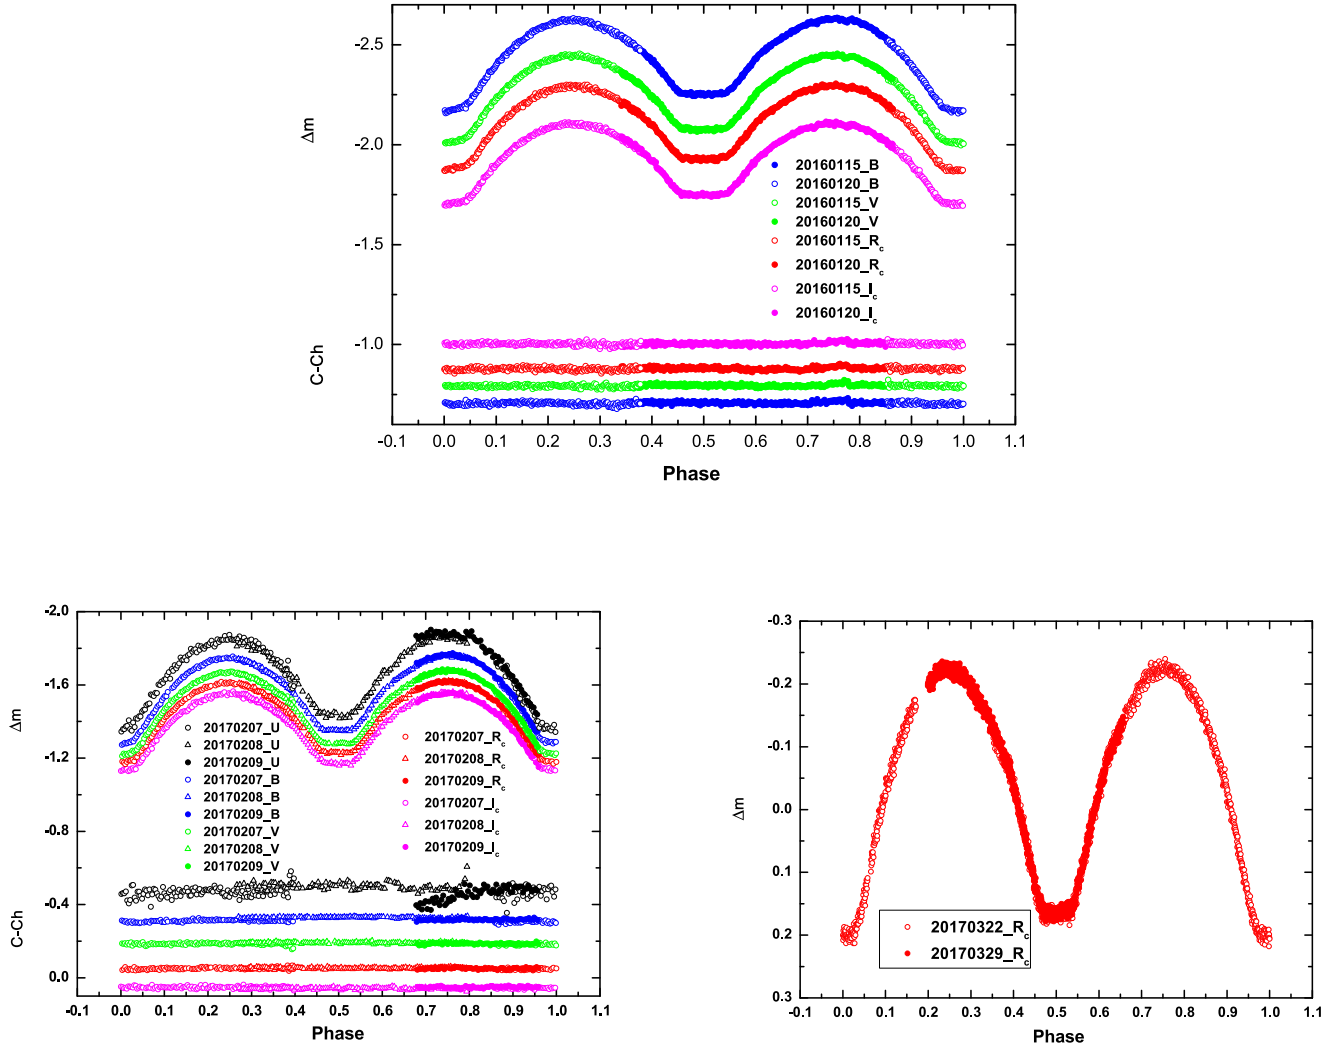 -2.5
-2.0
-1.5
-1.0
Δm
C-Ch
20160115_B
20160120_B
20160115_V
20160120_V
20160115_Rc
20160120_Rc
20160115_Ic
20160120_Ic
-0.1 0.0 0.1 0.2 0.3 0.4 0.5 0.6 0.7 0.8 0.9 1.0 1.1
Phase
-2.0
-1.6
-1.2
-0.8
-0.4
0.0
Δm
C-Ch
20170207_U
20170208_U
20170209_U
20170207_B
20170208_B
20170209_B
20170207_V
20170208_V
20170209_V
20170207_Rc
20170208_Rc
20170209_Rc
20170207_Ic
20170208_Ic
20170209_Ic
-0.1 0.0 0.1 0.2 0.3 0.4 0.5 0.6 0.7 0.8 0.9 1.0 1.1
Phase
-0.3
-0.2
-0.1
0.0
0.1
0.2
0.3
Δm
20170322_Rc
20170329_Rc
-0.1 0.0 0.1 0.2 0.3 0.4 0.5 0.6 0.7 0.8 0.9 1.0 1.1
Phase